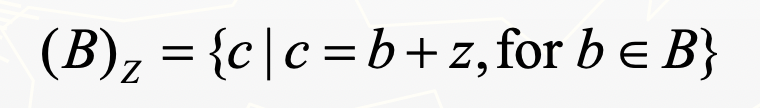 (B)_Z = {c | c = b + z, for b ∈ B}